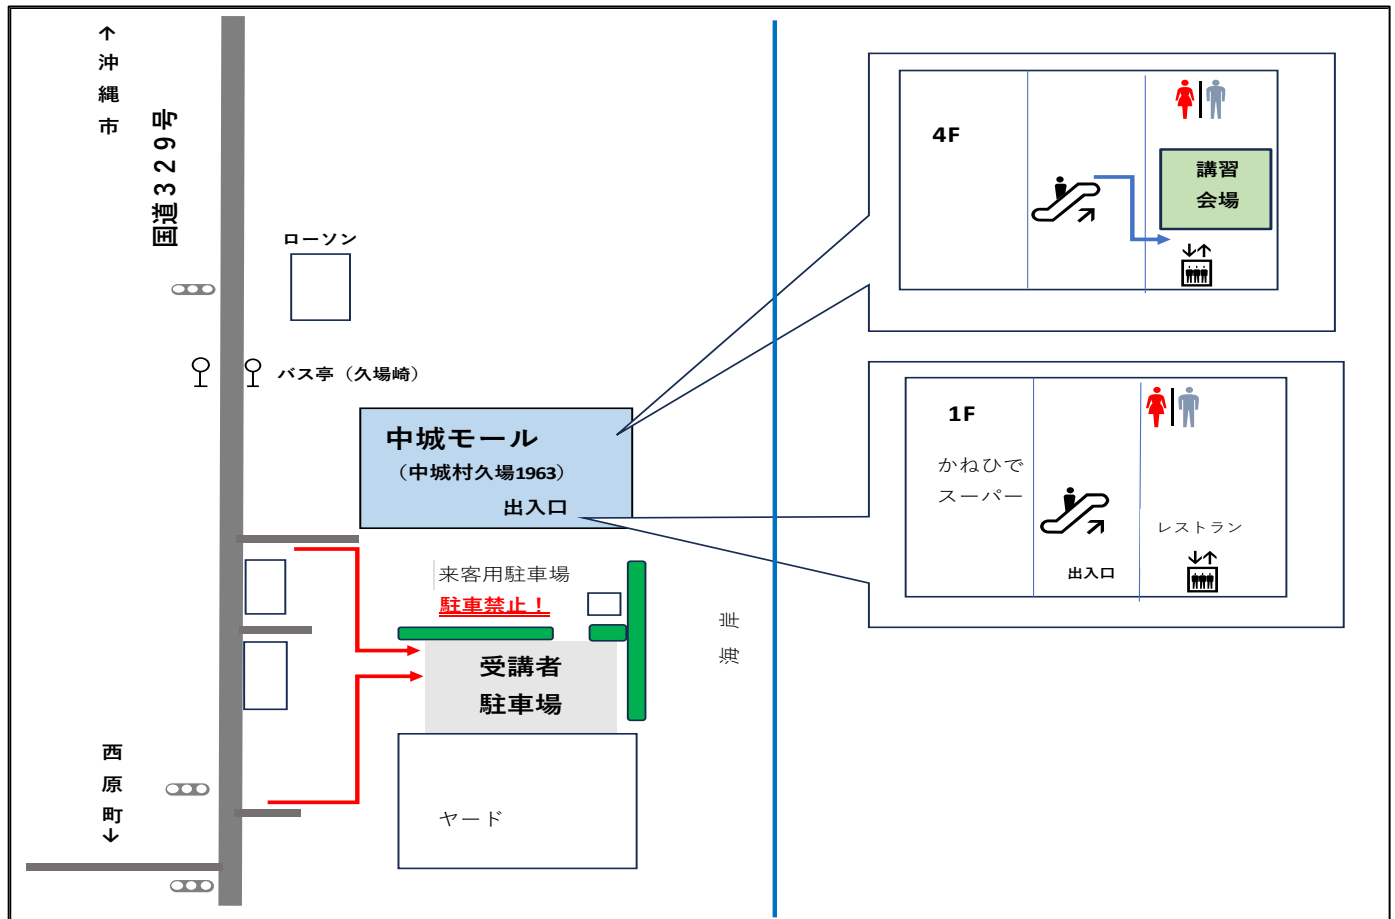 ↑沖縄市
国道３２９号
ローソン
バス亭（久場崎）
中城モール
（中城村久場1963）
出入口
来客用駐車場
駐車禁止！
受講者
駐車場
ヤード
西原町↓
海岸
4F
講習
会場
1F
かねひで
スーパー
レストラン
出入口